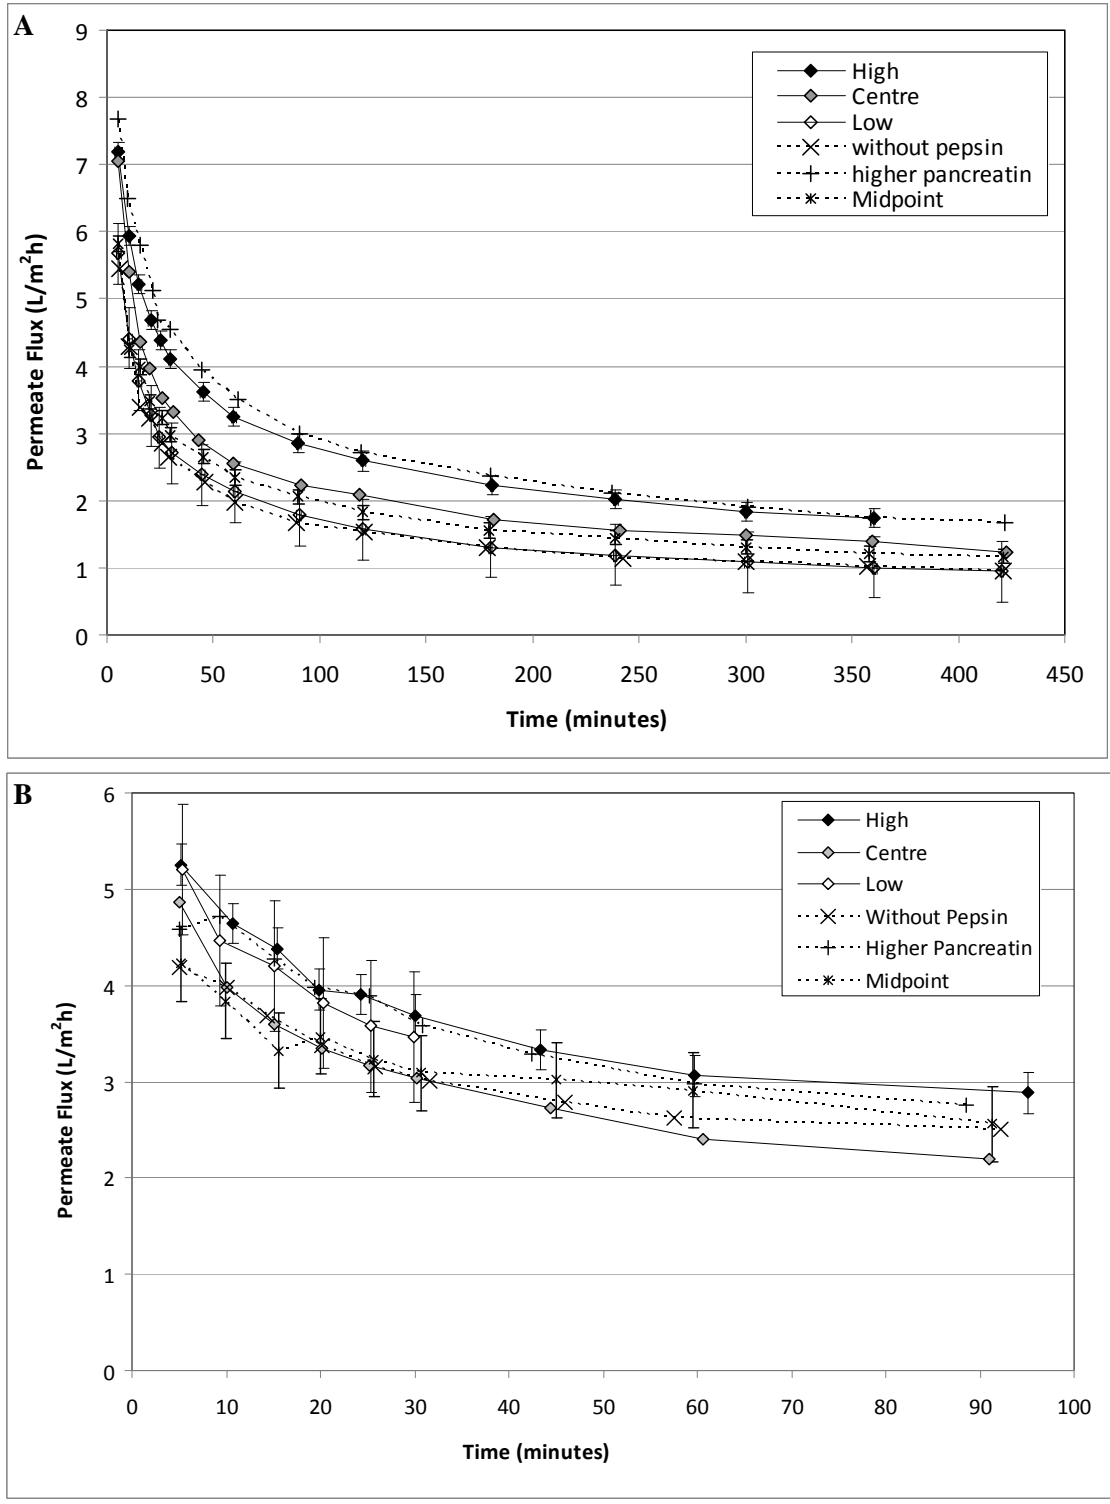 A
9
8
7
6
5
4
3
2
1
0
Permeate Flux (L/m²h)
High
Centre
Low
without pepsin
higher pancreatin
Midpoint
0 50 100 150 200 250 300 350 400 450
Time (minutes)
B
6
5
4
3
2
1
0
Permeate Flux (L/m²h)
High
Centre
Low
Without Pepsin
Higher Pancreatin
Midpoint
0 10 20 30 40 50 60 70 80 90 100
Time (minutes)